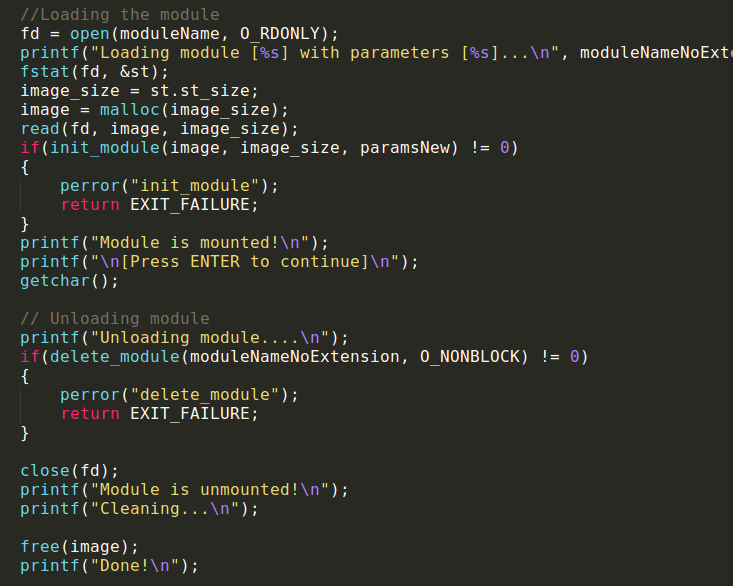 //Loading the module
fd = open(moduleName, O_RDONLY);
printf("Loading module [%s] with parameters [%s]...\n", moduleNameNoExte
fstat(fd, &st);
image_size = st.st_size;
image = malloc(image_size);
read(fd, image, image_size);
if(init_module(image, image_size, paramsNew) != 0)
{
    perror("init_module");
    return EXIT_FAILURE;
}
printf("Module is mounted!\n");
printf("\n[Press ENTER to continue]\n");
getchar();
// Unloading module
printf("Unloading module....\n");
if(delete_module(moduleNameNoExtension, O_NONBLOCK) != 0)
{
    perror("delete_module");
    return EXIT_FAILURE;
}
close(fd);
printf("Module is unmounted!\n");
printf("Cleaning...\n");
free(image);
printf("Done!\n");